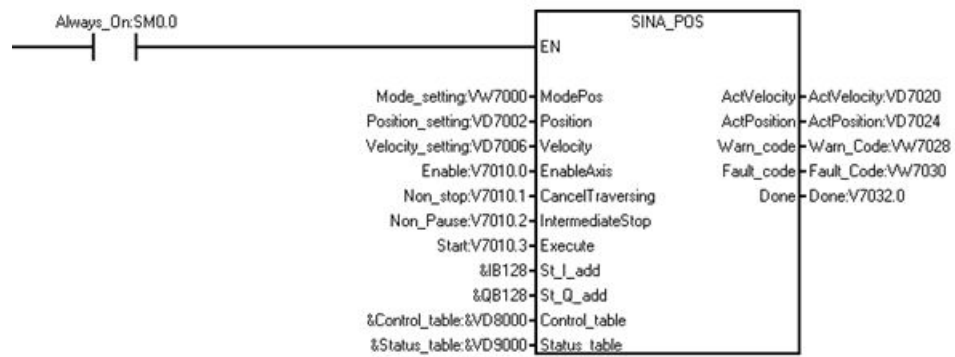 Always_On:SM0.0
SINA_POS
EN
Mode_setting:VW7000 ModePos ActVelocity ActVelocity:VD7020
Position_setting:VD7002 Position ActPosition ActPosition:VD7024
Velocity_setting:VD7006 Velocity Warn_code Warn_Code:VW7028
Enable:V7010.0 EnableAxis Fault_code Fault_Code:VW7030
Non_stop:V7010.1 CancelTraversing Done Done:V7032.0
Non_Pause:V7010.2 IntermediateStop
Start:V7010.3 Execute
&IB128 St_I_add
&QB128 St_Q_add
&Control_table:&VD8000 Control_table
&Status_table:&VD9000 Status_table